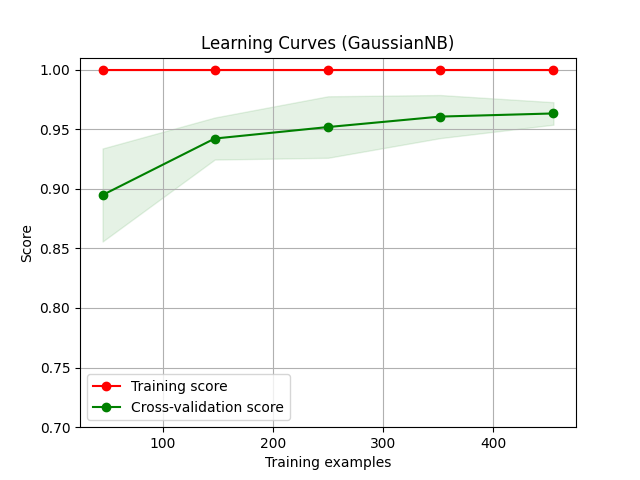 Learning Curves (GaussianNB)
1.00
0.95
0.90
0.85
0.80
0.75
0.70
Score
Training score
Cross-validation score
100
200
300
400
Training examples